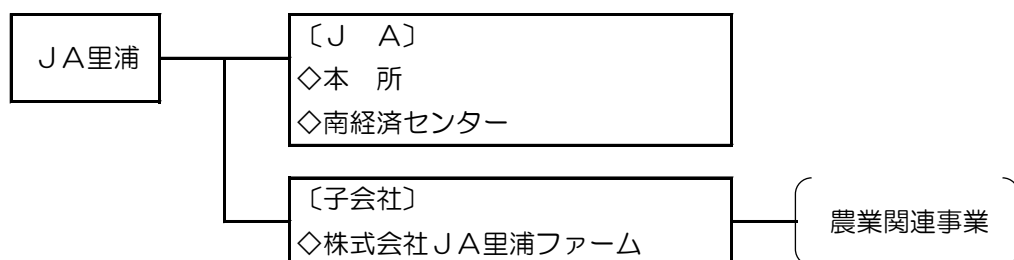 ＪＡ里浦
〔Ｊ　Ａ〕
◇本　所
◇南経済センター
〔子会社〕
◇株式会社ＪＡ里浦ファーム
農業関連事業